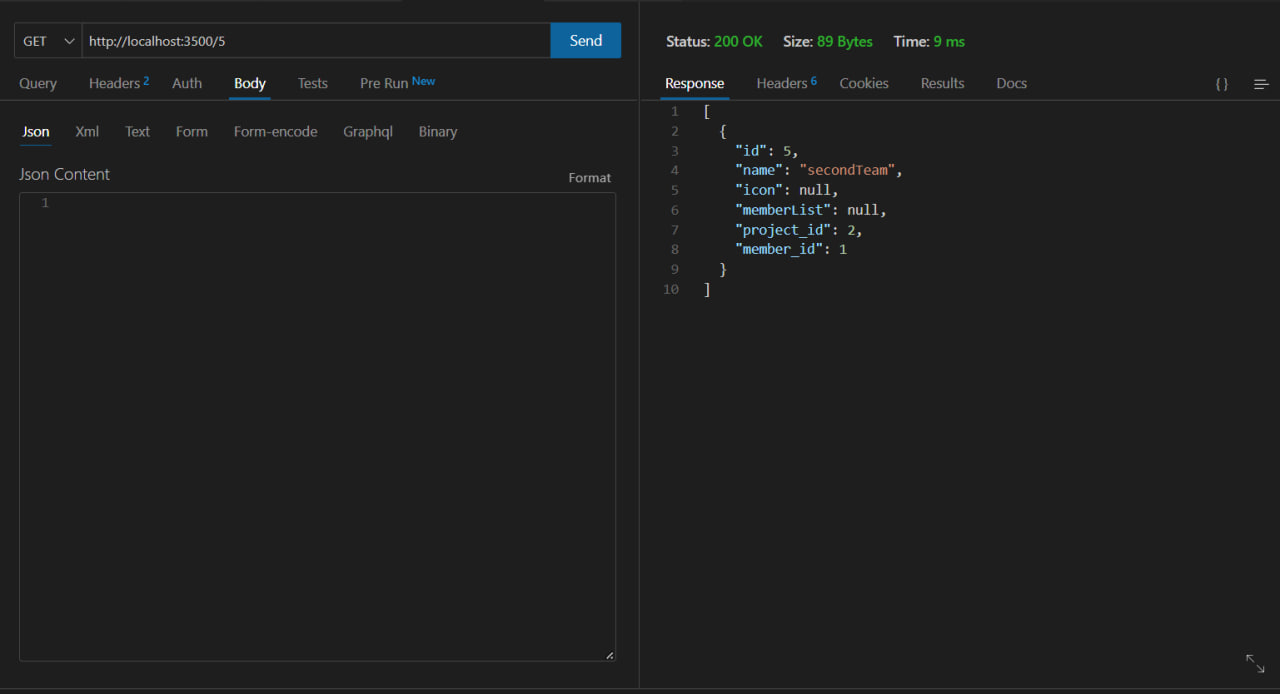 GET http://localhost:3500/5 Send
Query Headers 2 Auth Body Tests Pre Run New
Json Xml Text Form Form-encode Graphql Binary
Json Content Format
1
Status: 200 OK Size: 89 Bytes Time: 9 ms
Response Headers 6 Cookies Results Docs { }
1 [
2 {
3 "id": 5,
4 "name": "secondTeam",
5 "icon": null,
6 "memberList": null,
7 "project_id": 2,
8 "member_id": 1
9 }
10 ]